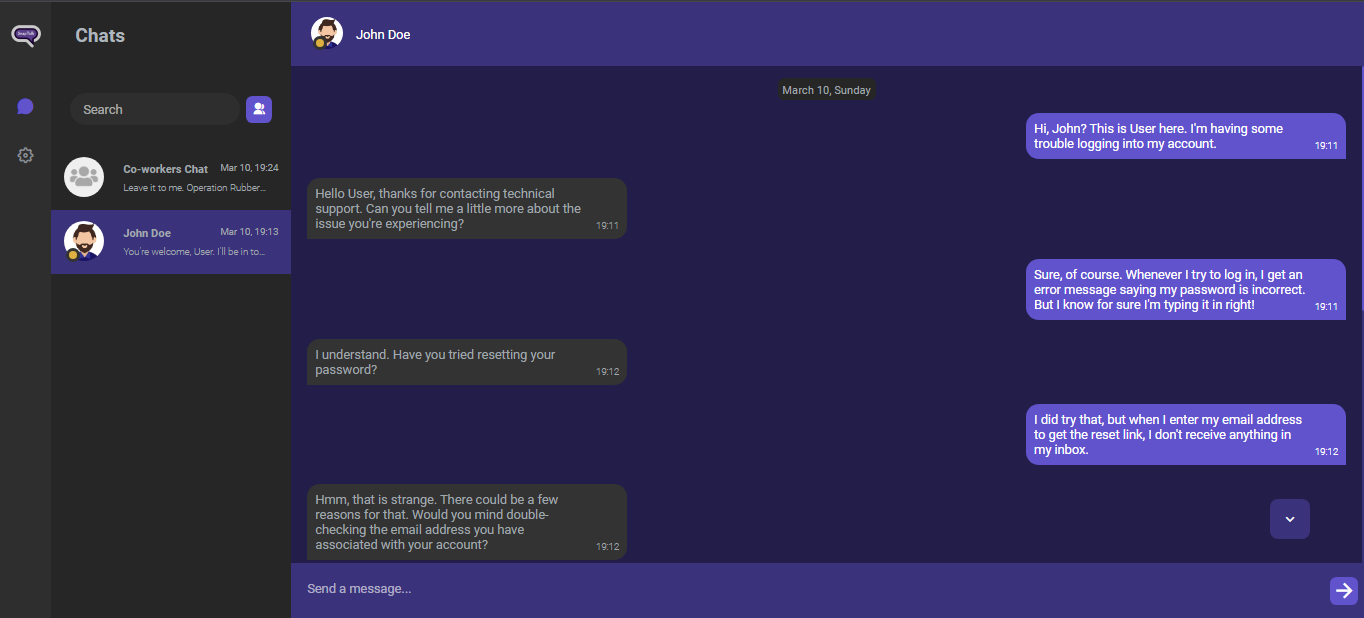 Chats
Search
Co-workers Chat Mar 10, 19:24
Leave it to me. Operation Rubber...
John Doe Mar 10, 19:13
You're welcome, User. I'll be in to...
John Doe
March 10, Sunday
Hi, John? This is User here. I'm having some
trouble logging into my account.
19:11
Hello User, thanks for contacting technical
support. Can you tell me a little more about the
issue you're experiencing?
19:11
Sure, of course. Whenever I try to log in, I get an
error message saying my password is incorrect.
But I know for sure I'm typing it in right!
19:11
I understand. Have you tried resetting your
password?
19:12
I did try that, but when I enter my email address
to get the reset link, I don't receive anything in
my inbox.
19:12
Hmm, that is strange. There could be a few
reasons for that. Would you mind double-
checking the email address you have
associated with your account?
19:12
Send a message...